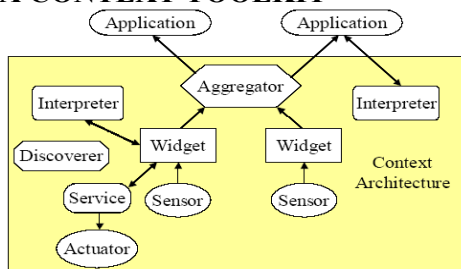 A CONTEXT TOOLKIT
Application
Application
Aggregator
Interpreter
Interpreter
Widget
Widget
Discoverer
Context
Architecture
Service
Sensor
Sensor
Actuator